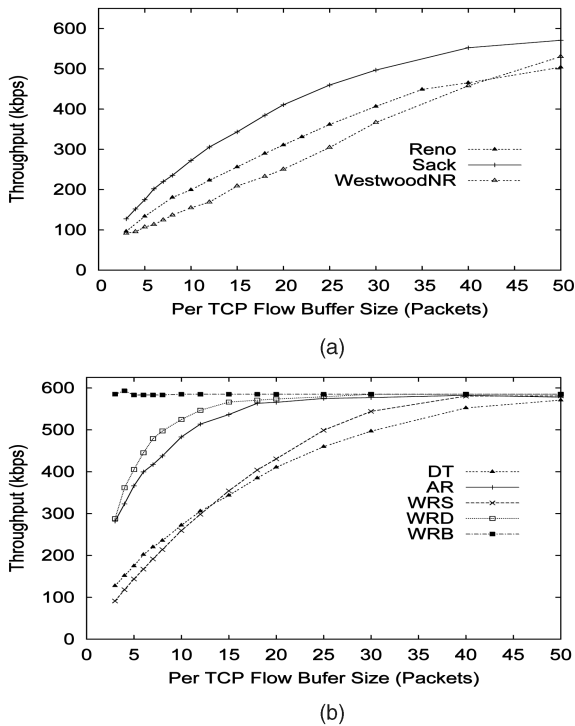 600
500
400
300
200
100
0
Throughput (kbps)
Reno
Sack
WestwoodNR
0 5 10 15 20 25 30 35 40 45 50
Per TCP Flow Buffer Size (Packets)
(a)
600
500
400
300
200
100
0
Throughput (kbps)
DT
AR
WRS
WRD
WRB
0 5 10 15 20 25 30 35 40 45 50
Per TCP Flow Bufer Size (Packets)
(b)